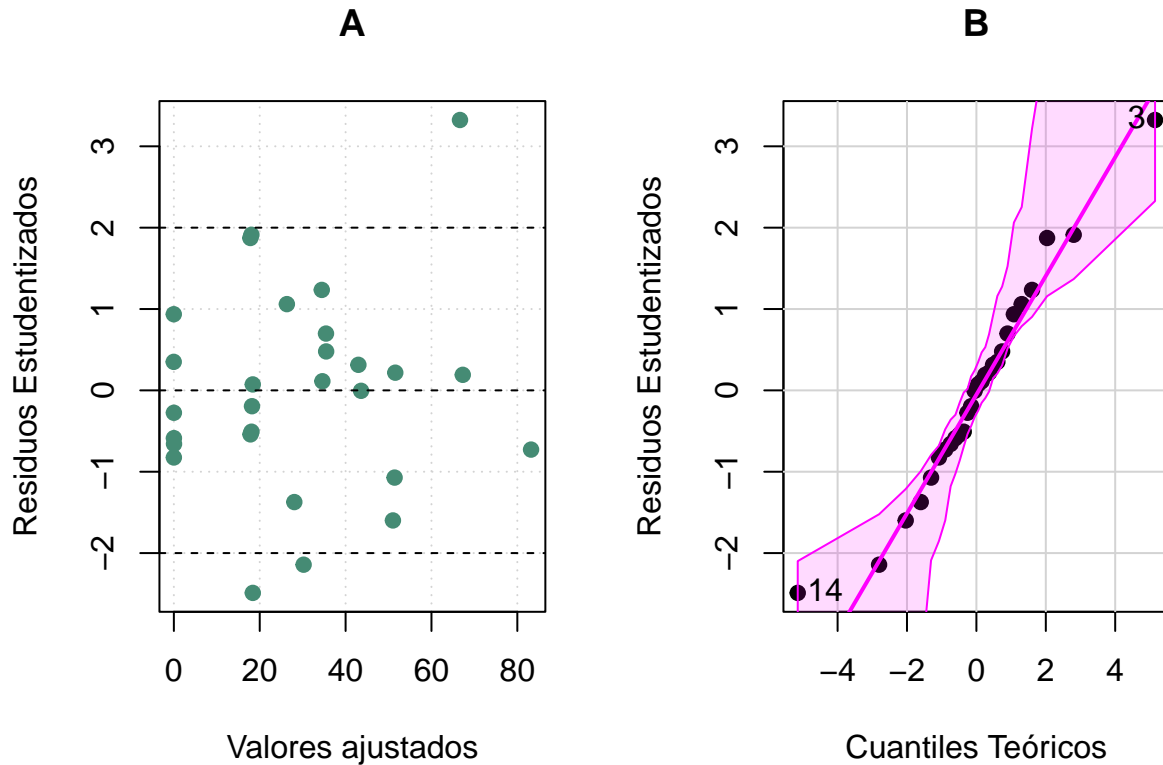 A
Residuos Estudentizados
3
2
1
0
−1
−2
0 20 40 60 80
Valores ajustados
B
Residuos Estudentizados
3
2
1
0
−1
−2
3
14
−4 −2 0 2 4
Cuantiles Teóricos